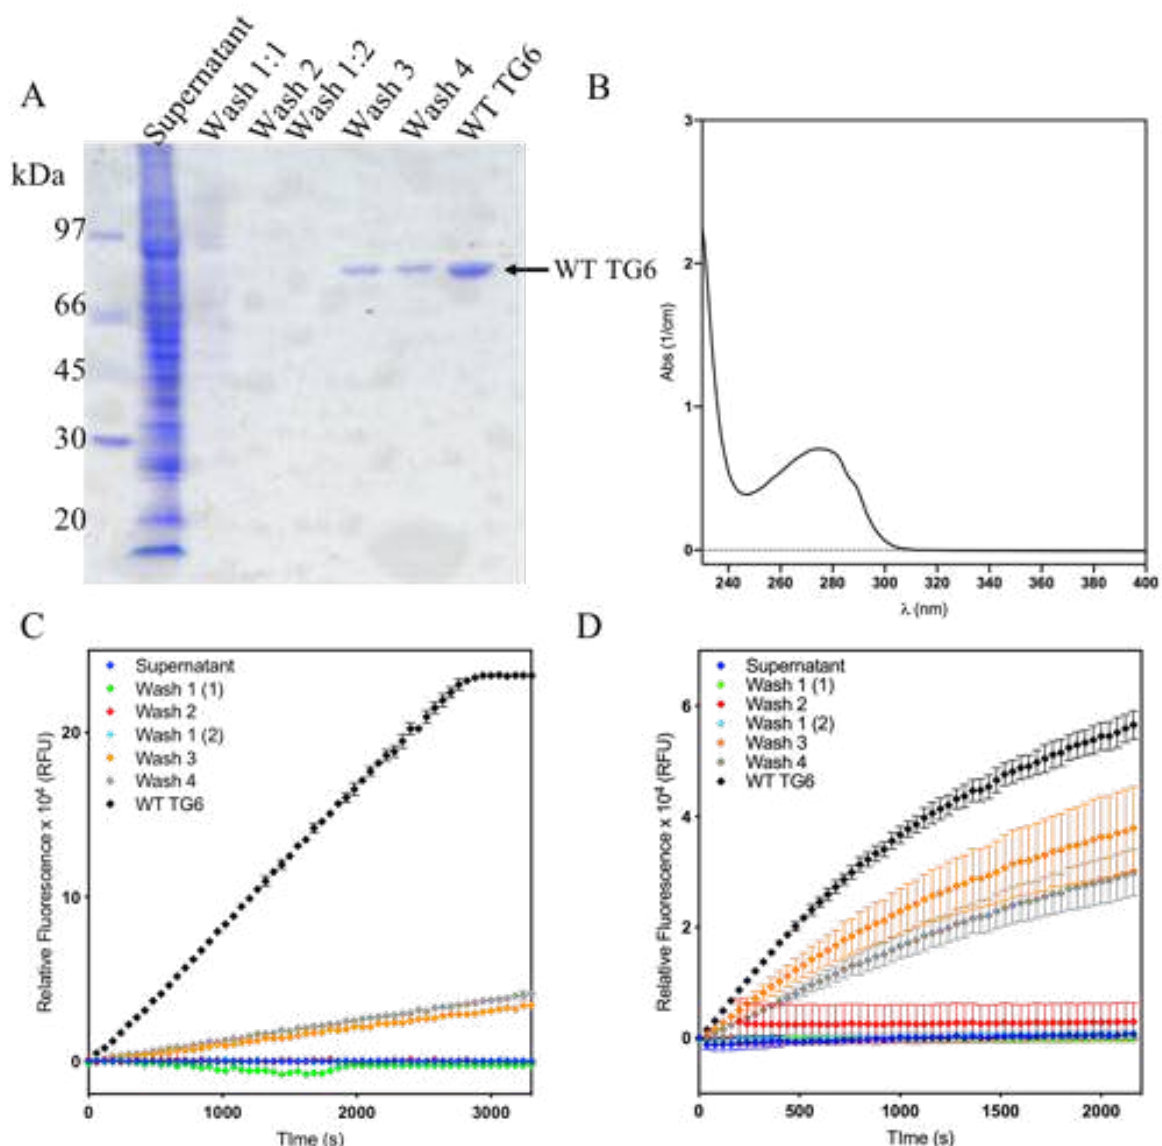 A
Supernatant
Wash 1:1
Wash 2
Wash 1:2
Wash 3
Wash 4
WT TG6
kDa
97
66
45
30
20
WT TG6
B
3
2
1
0
Abs (1/cm)
240 260 280 300 320 340 360 380 400
λ (nm)
C
Supernatant
Wash 1 (1)
Wash 2
Wash 1 (2)
Wash 3
Wash 4
WT TG6
20
10
0
Relative Fluorescence x 10⁴ (RFU)
0 1000 2000 3000
TIme (s)
D
Supernatant
Wash 1 (1)
Wash 2
Wash 1 (2)
Wash 3
Wash 4
WT TG6
6
4
2
0
Relative Fluorescence x 10⁴ (RFU)
0 500 1000 1500 2000
TIme (s)